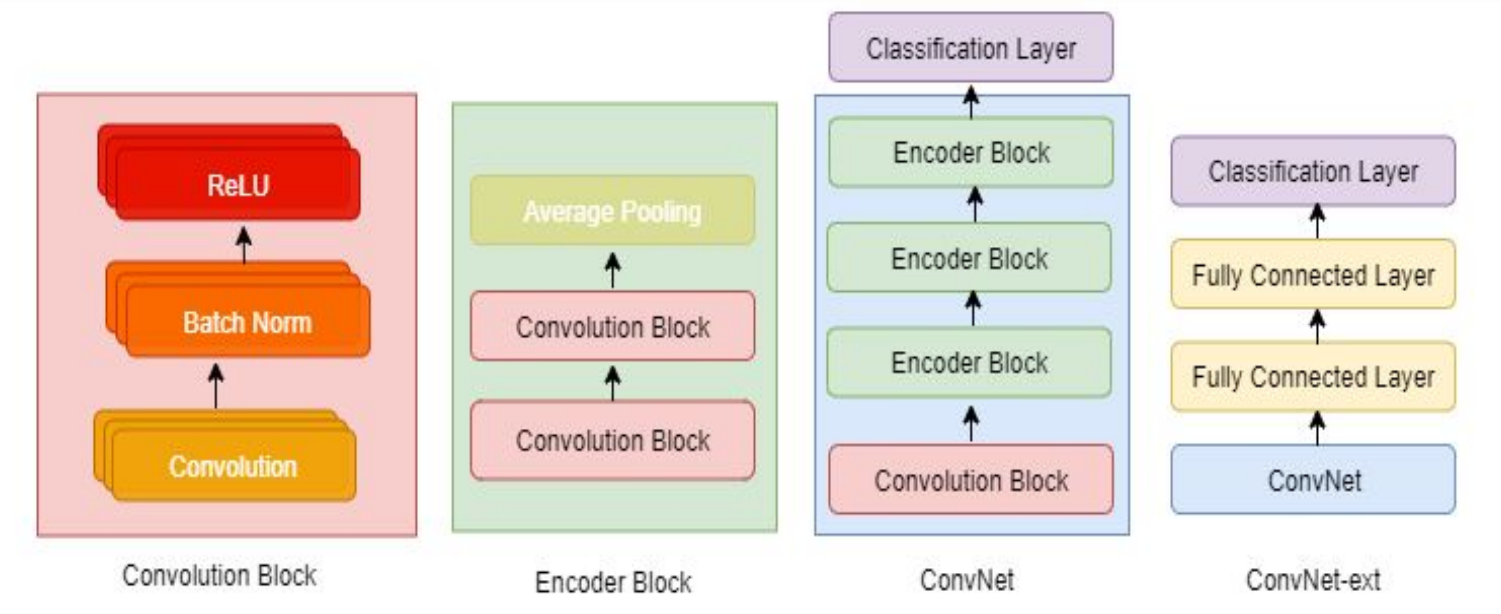 ReLU
Batch Norm
Convolution
Convolution Block
Average Pooling
Convolution Block
Convolution Block
Encoder Block
Classification Layer
Encoder Block
Encoder Block
Encoder Block
Convolution Block
ConvNet
Classification Layer
Fully Connected Layer
Fully Connected Layer
ConvNet
ConvNet-ext